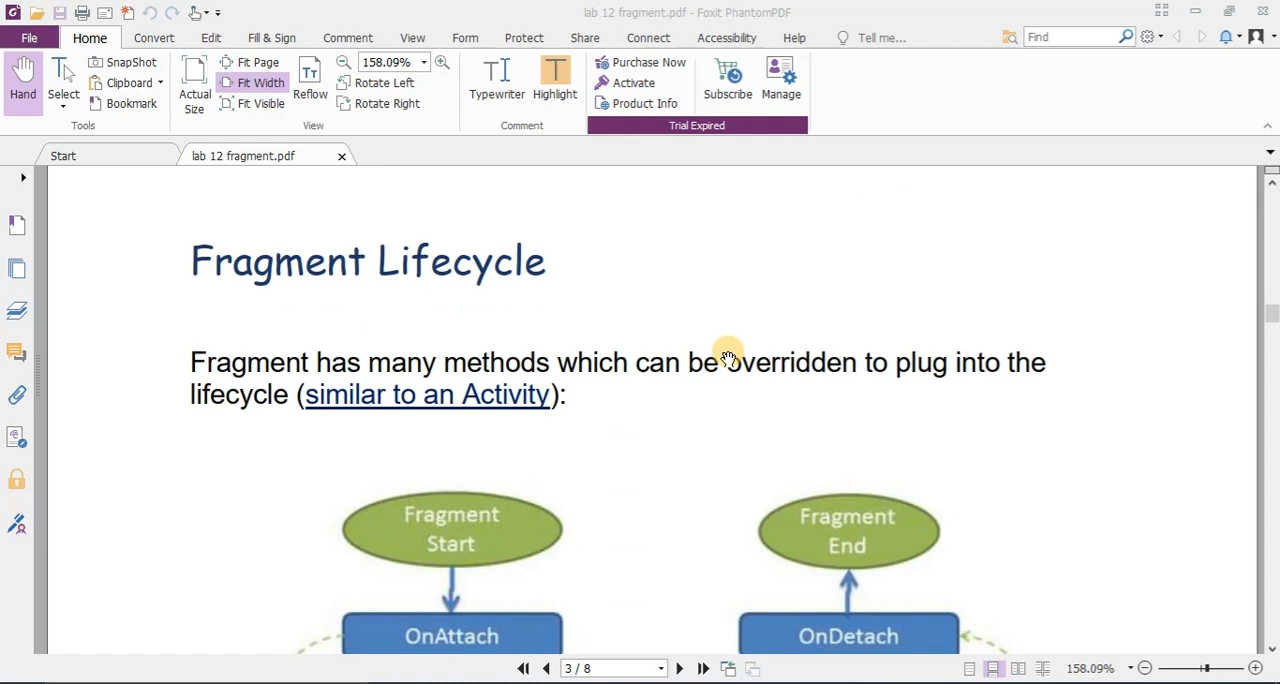 lab 12 fragment.pdf - Foxit PhantomPDF
File Home Convert Edit Fill & Sign Comment View Form Protect Share Connect Accessibility Help Tell me... Find
Hand
Select
SnapShot
Clipboard
Bookmark
Tools
Actual
Size
Fit Page
Fit Width
Fit Visible
Reflow
158.09%
Rotate Left
Rotate Right
View
Typewriter
Highlight
Comment
Purchase Now
Activate
Product Info
Subscribe
Manage
Trial Expired
Start lab 12 fragment.pdf
Fragment Lifecycle
Fragment has many methods which can be overridden to plug into the
lifecycle (similar to an Activity):
Fragment
Start
Fragment
End
OnAttach
OnDetach
3 / 8
158.09%